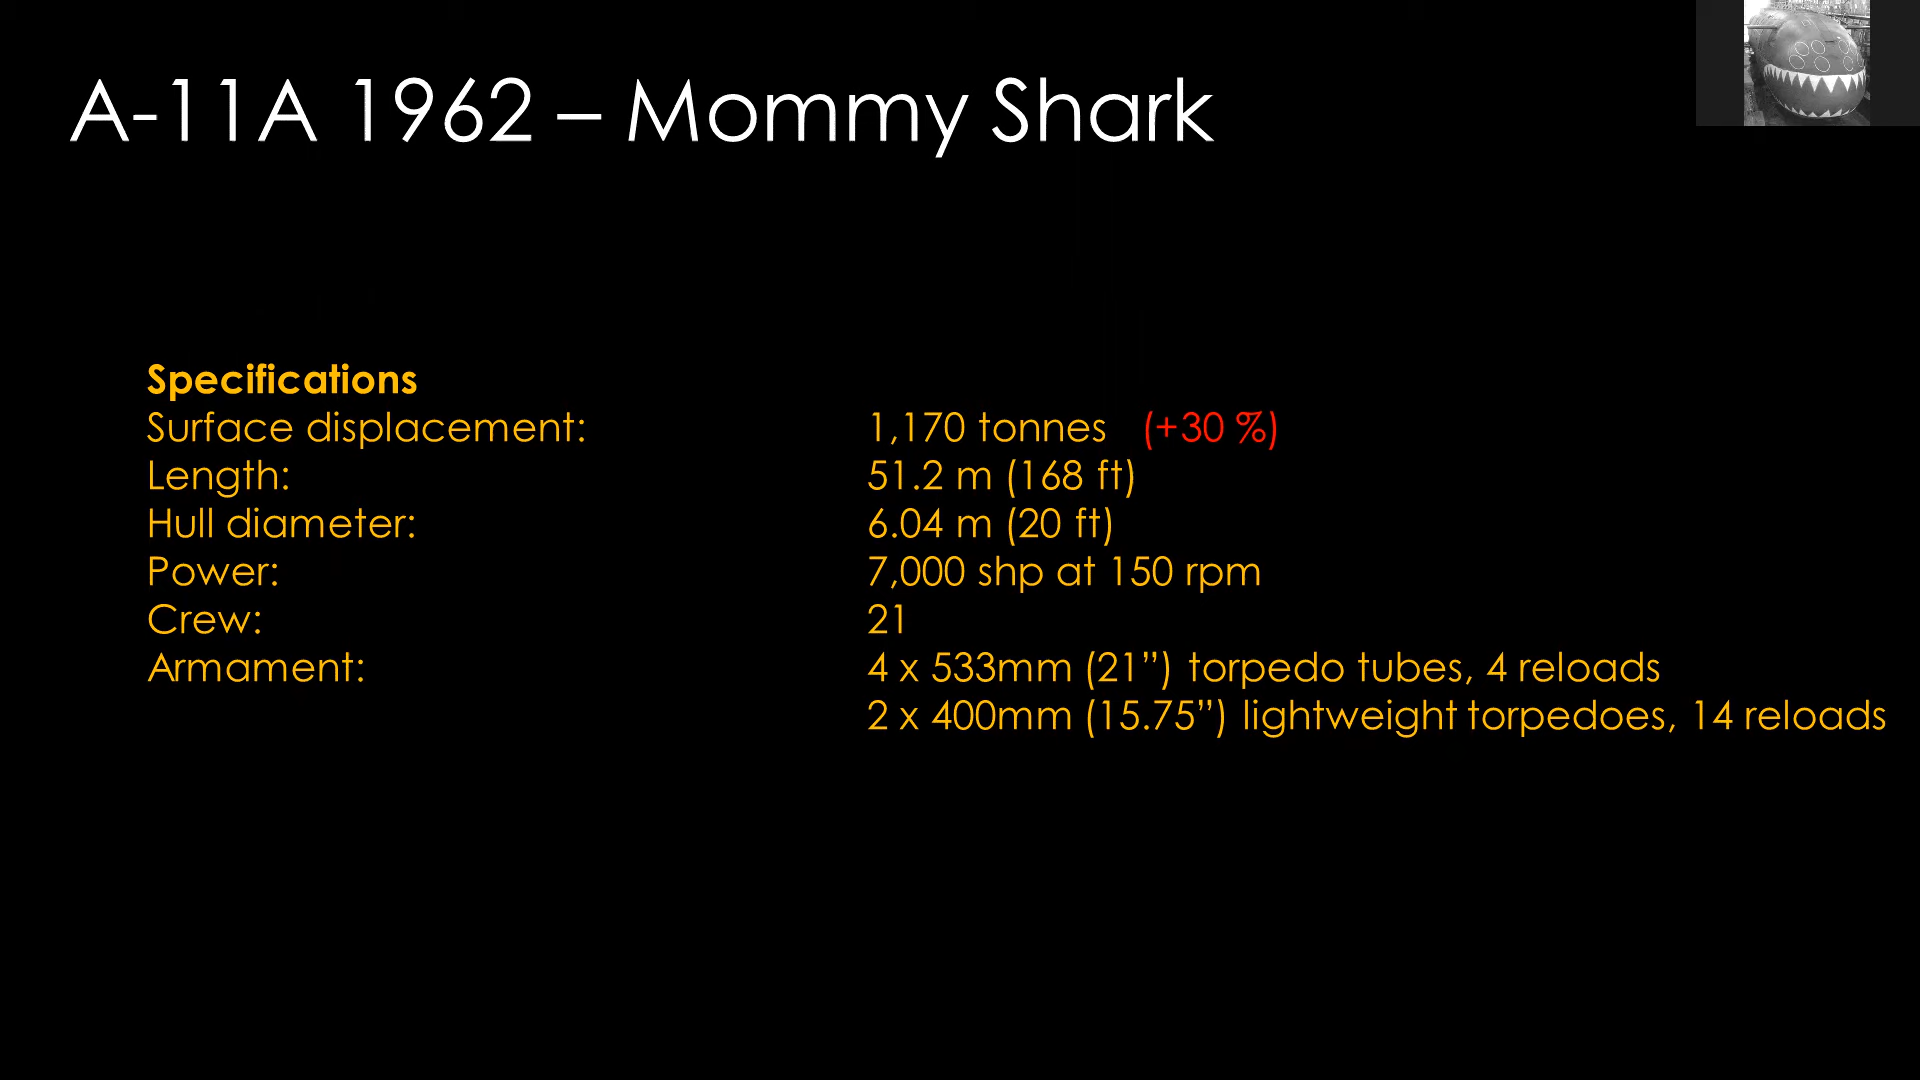 A-11A 1962 – Mommy Shark
Specifications
Surface displacement: 1,170 tonnes (+30 %)
Length: 51.2 m (168 ft)
Hull diameter: 6.04 m (20 ft)
Power: 7,000 shp at 150 rpm
Crew: 21
Armament: 4 x 533mm (21”) torpedo tubes, 4 reloads
2 x 400mm (15.75”) lightweight torpedoes, 14 reloads